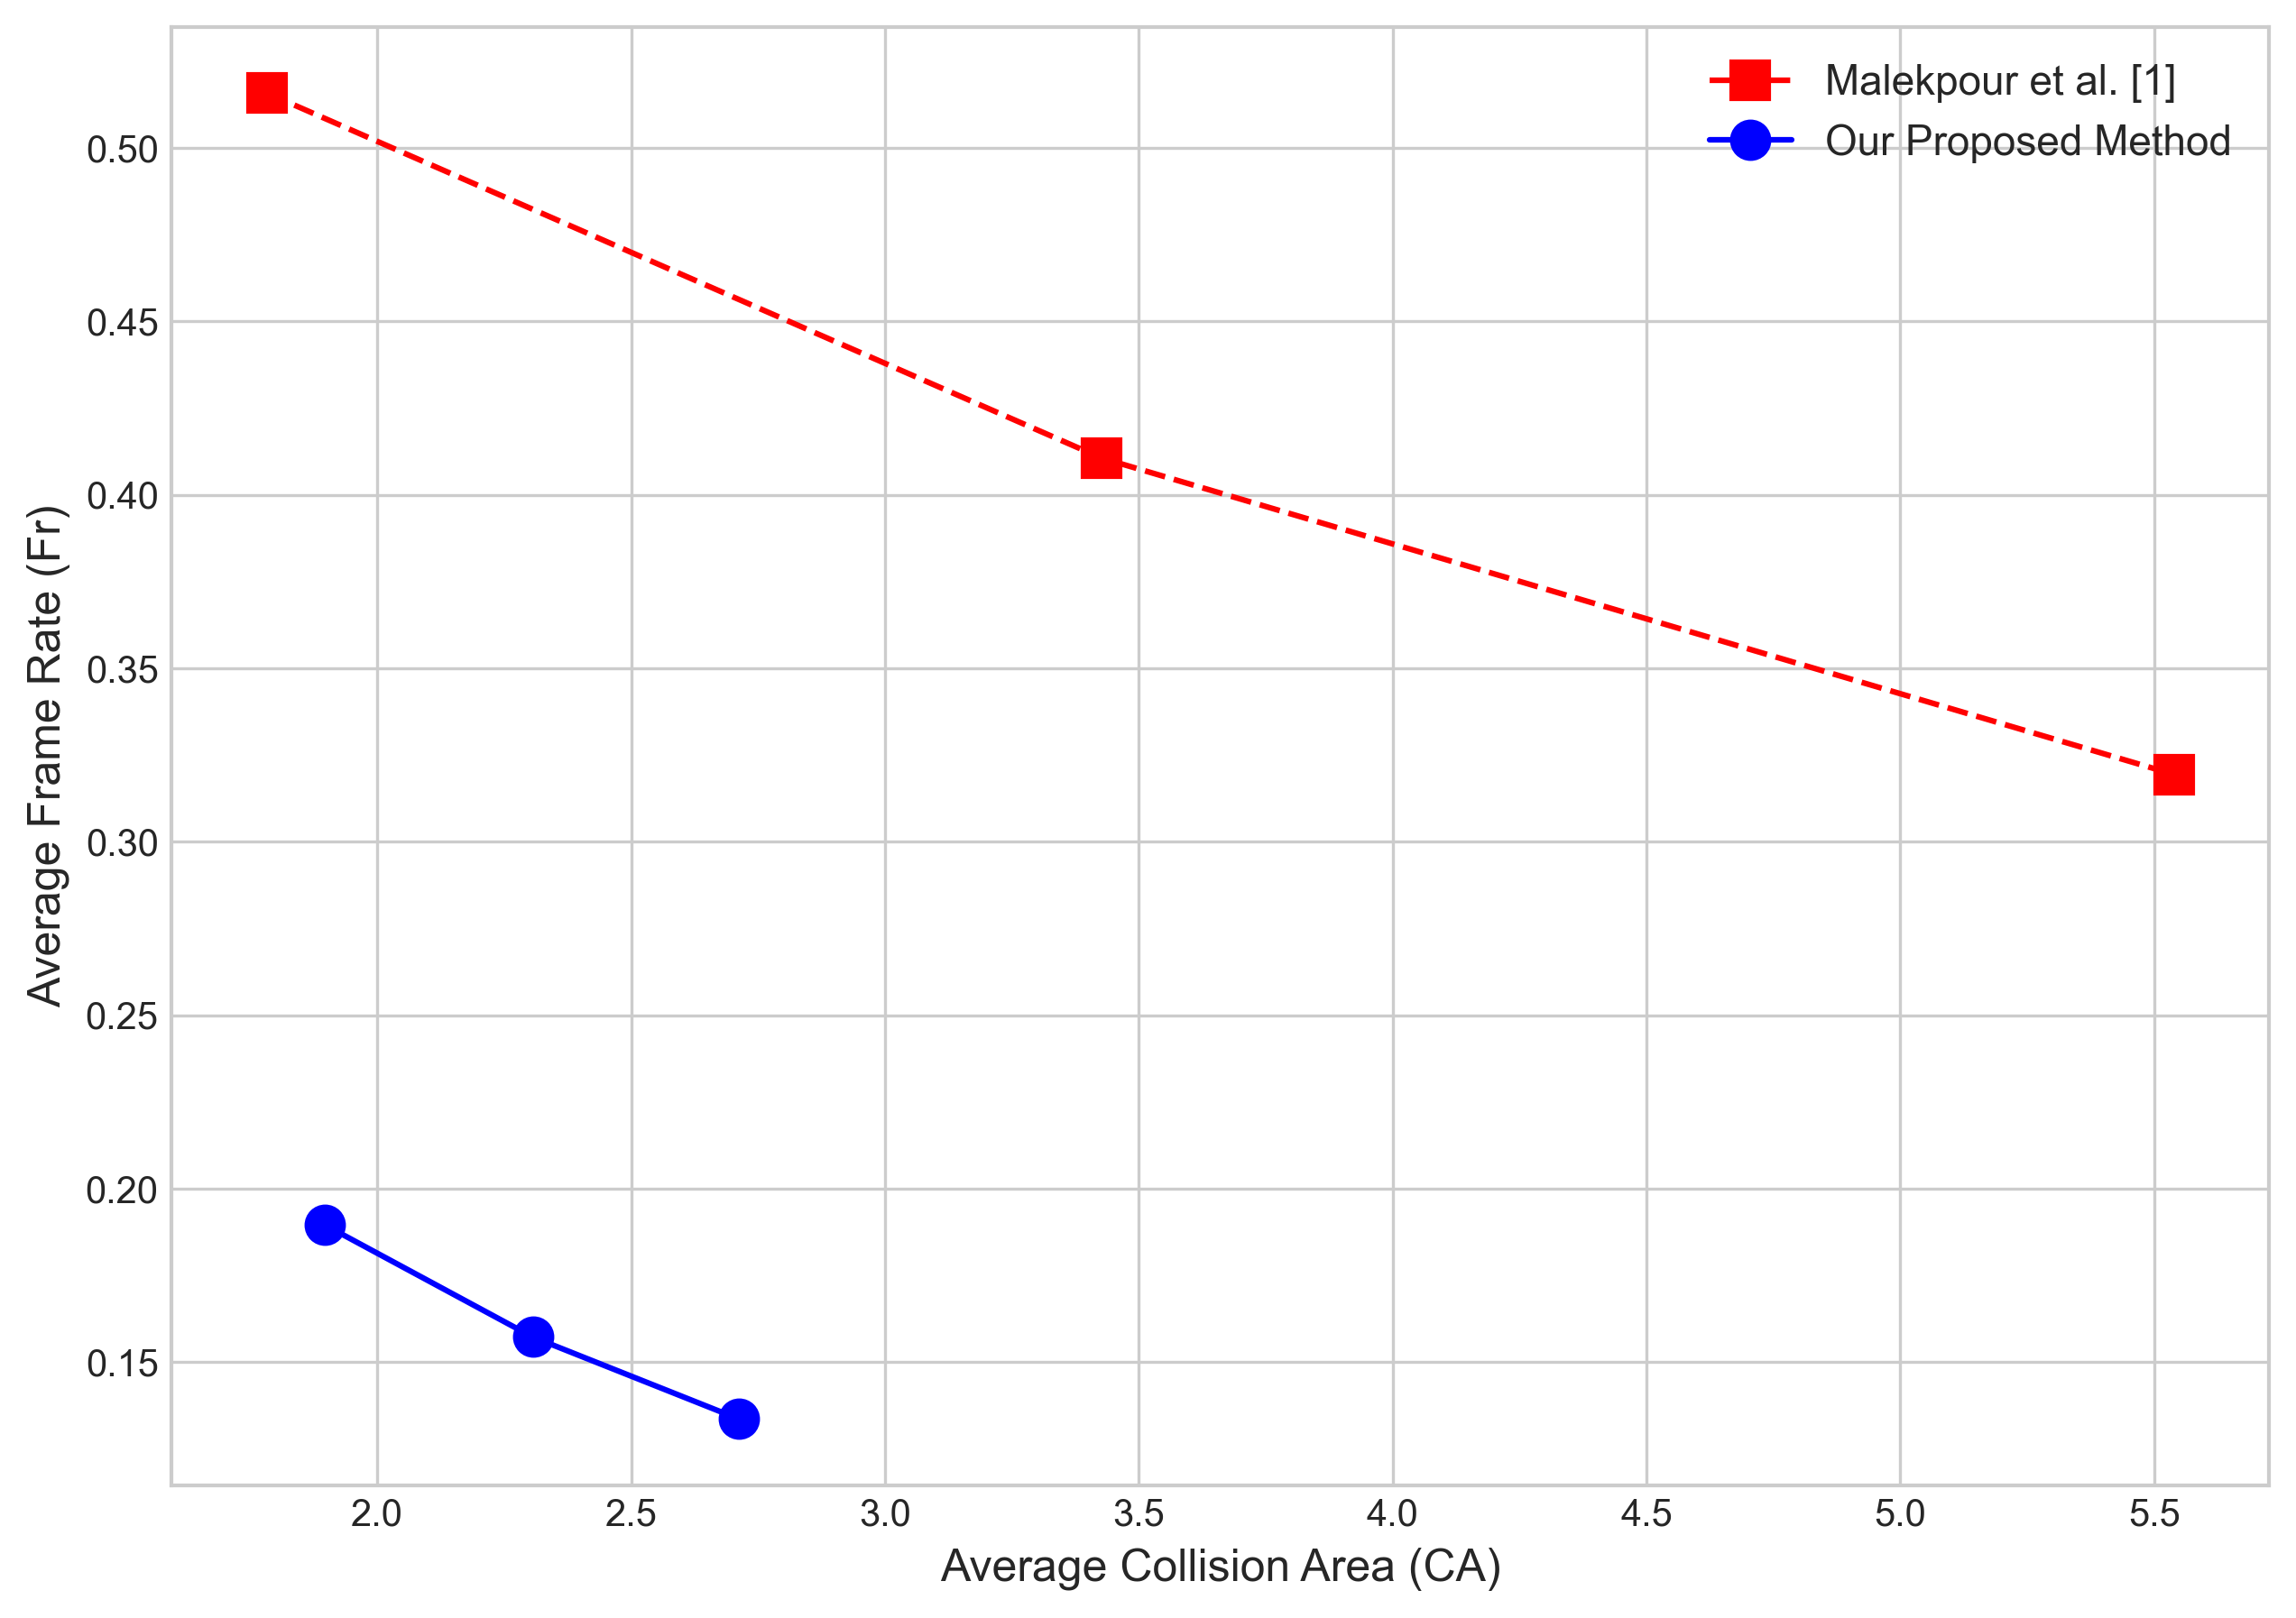 Malekpour et al. [1]
Our Proposed Method
0.50
0.45
0.40
0.35
0.30
0.25
0.20
0.15
Average Frame Rate (Fr)
2.0 2.5 3.0 3.5 4.0 4.5 5.0 5.5
Average Collision Area (CA)